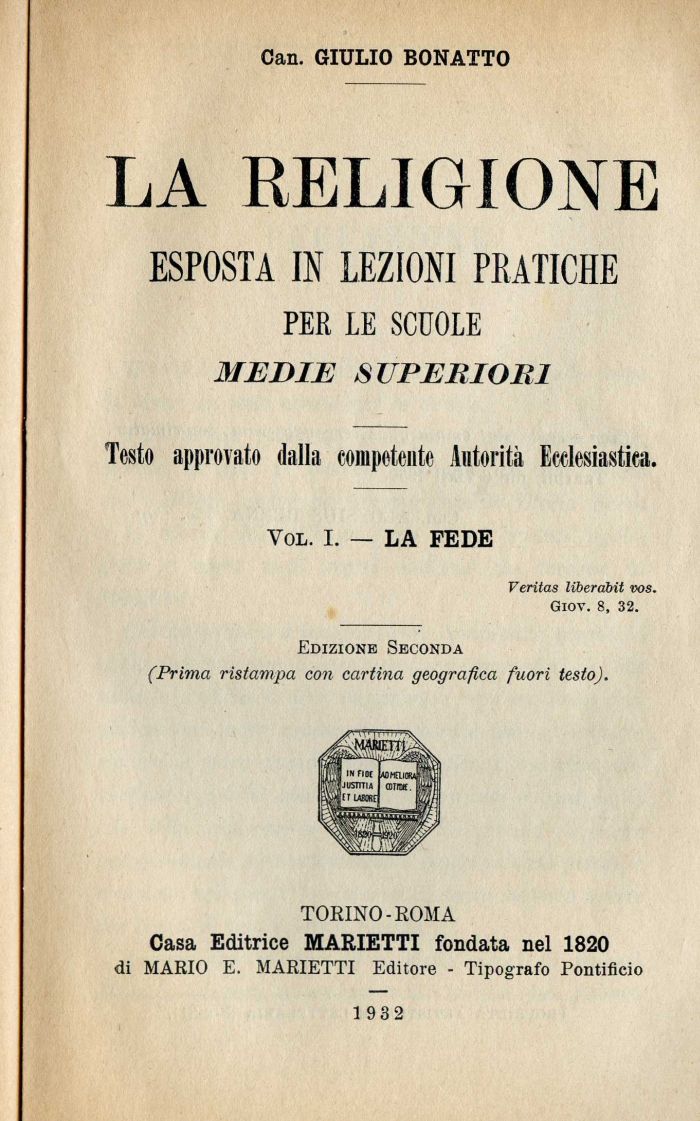 Can. GIULIO BONATTO
LA RELIGIONE
ESPOSTA IN LEZIONI PRATICHE
PER LE SCUOLE
MEDIE SUPERIORI
Testo approvato dalla competente Autorità Ecclesiastica.
VOL. I. — LA FEDE
Veritas liberabit vos.
GIOV. 8, 32.
EDIZIONE SECONDA
(Prima ristampa con cartina geografica fuori testo).
MARIETTI
IN FIDE
JUSTITIA
ET LABORE
AD MELIORA
COTIDIE.
1820 1920
TORINO-ROMA
Casa Editrice MARIETTI fondata nel 1820
di MARIO E. MARIETTI Editore - Tipografo Pontificio
1932